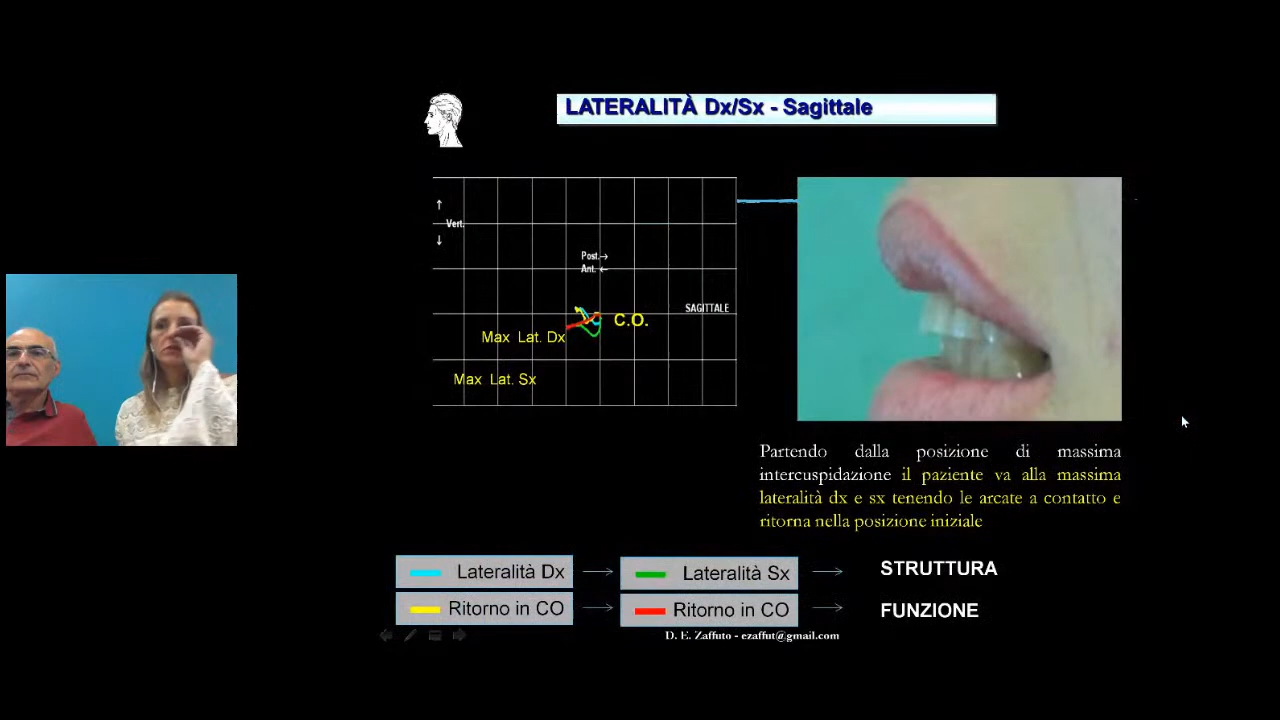 LATERALITÀ Dx/Sx - Sagittale
↑
Vert.
↓
Post.→
Ant. ←
SAGITTALE
C.O.
Max Lat. Dx
Max Lat. Sx
Partendo dalla posizione di massima
intercuspidazione il paziente va alla massima
lateralità dx e sx tenendo le arcate a contatto e
ritorna nella posizione iniziale
Lateralità Dx → Lateralità Sx → STRUTTURA
Ritorno in CO → Ritorno in CO → FUNZIONE
D. E. Zaffuto - ezaffut@gmail.com